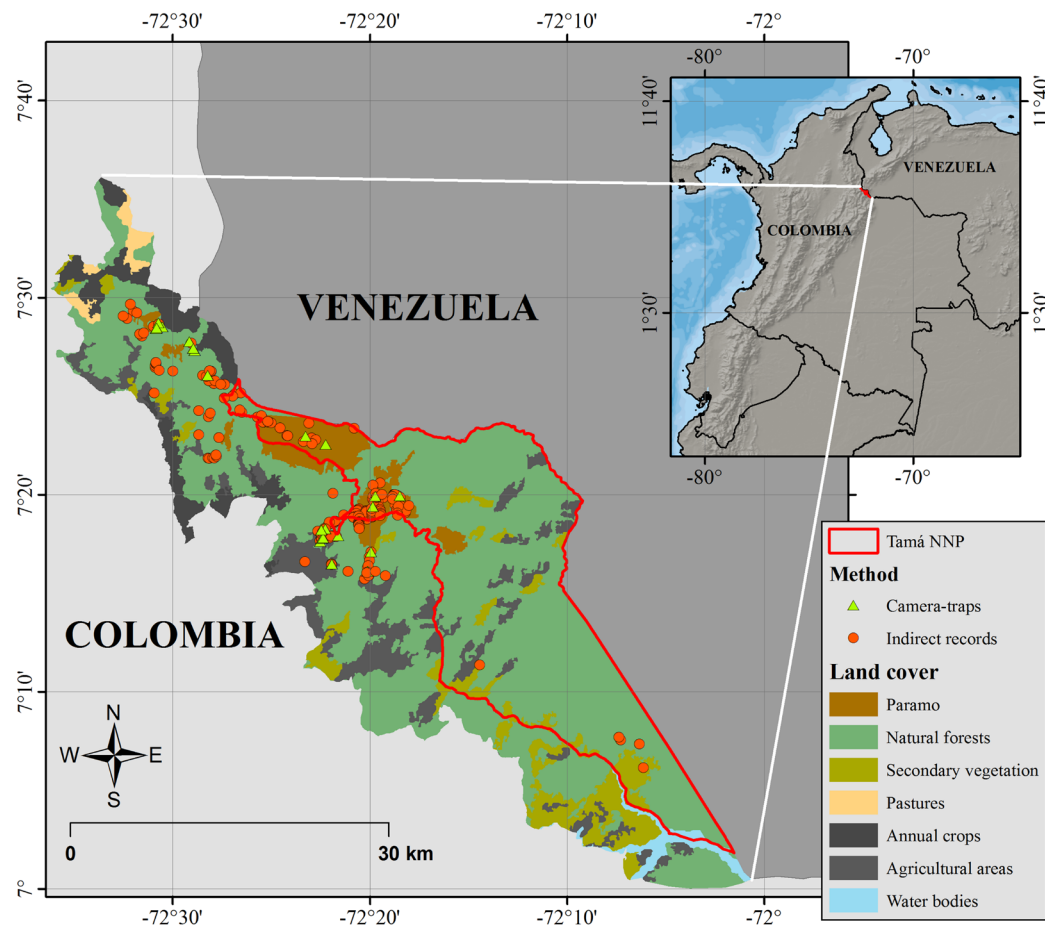 -72°30'
-72°20'
-72°10'
-72°
-80°
-70°
7°40'
7°30'
7°20'
7°10'
7°
11°40'
1°30'
11°40'
1°30'
VENEZUELA
COLOMBIA
-80°
-70°
VENEZUELA
COLOMBIA
N
W
E
S
0
30 km
Tamá NNP
Method
Camera-traps
Indirect records
Land cover
Paramo
Natural forests
Secondary vegetation
Pastures
Annual crops
Agricultural areas
Water bodies
-72°30'
-72°20'
-72°10'
-72°